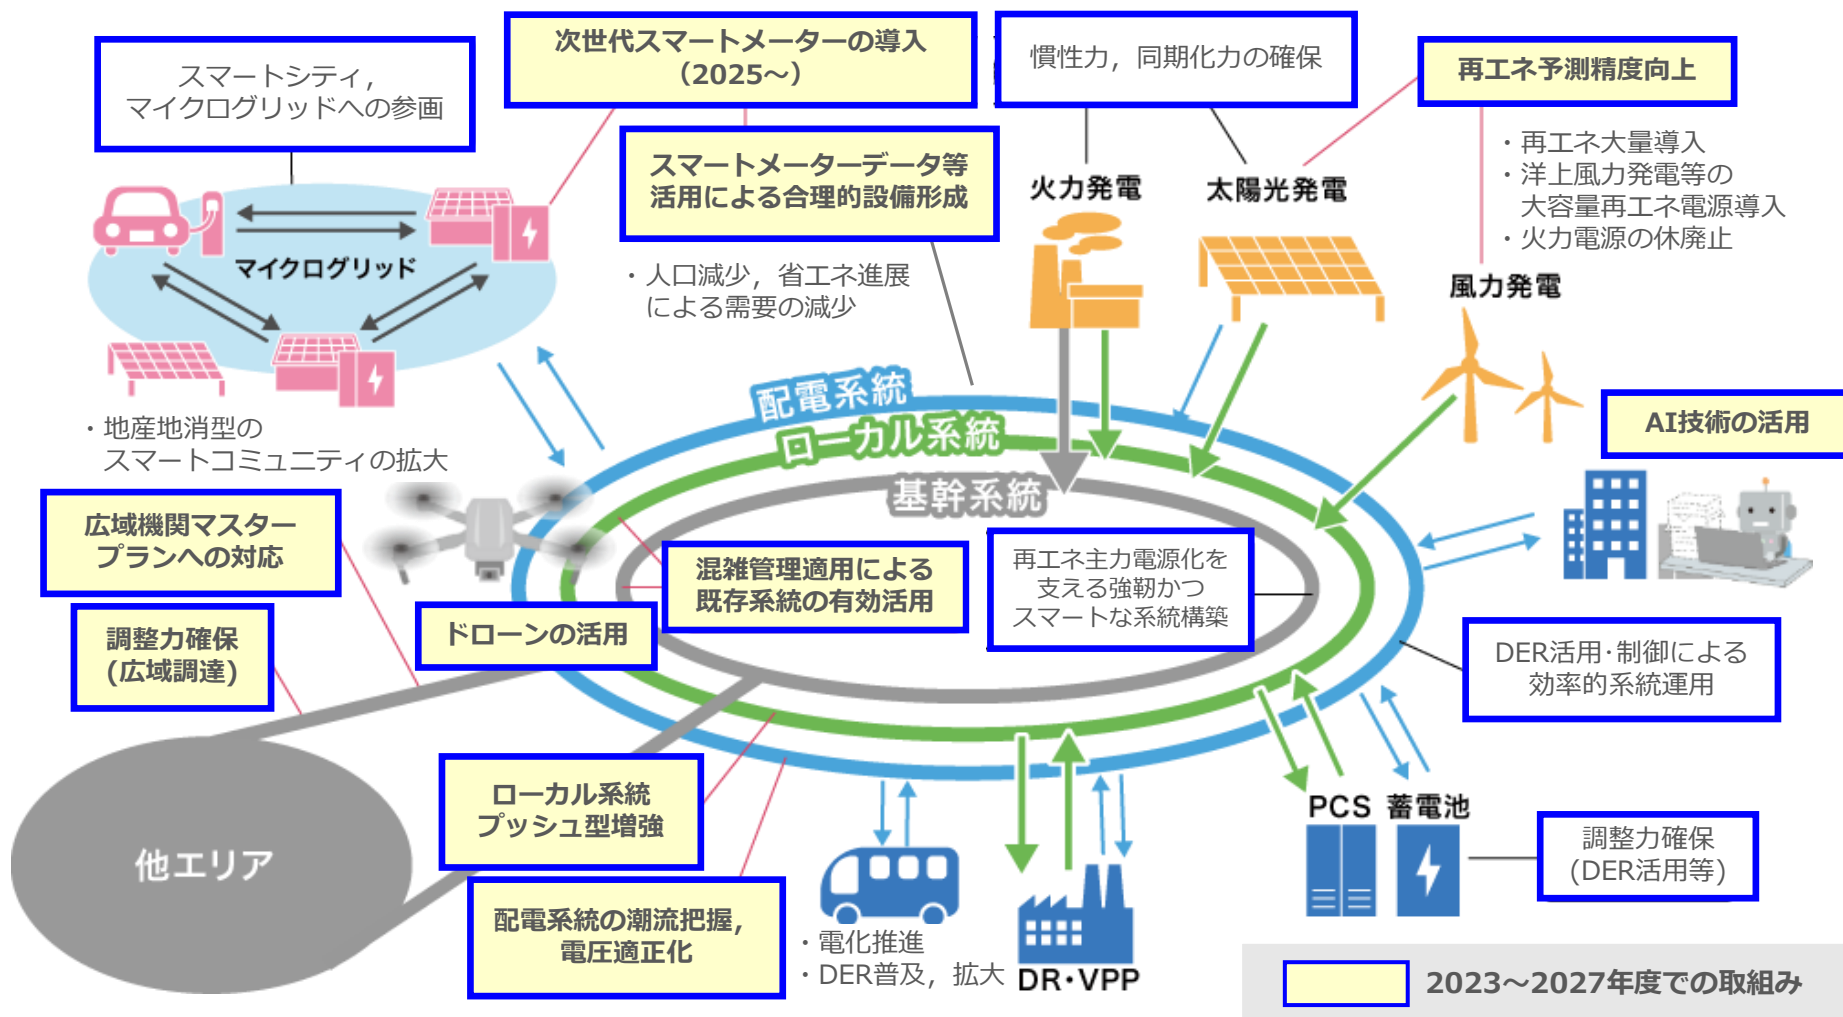 スマートシティ，
マイクログリッドへの参画
次世代スマートメーターの導入
（2025～）
慣性力，同期化力の確保
再エネ予測精度向上
スマートメーターデータ等
活用による合理的設備形成
・再エネ大量導入
・洋上風力発電等の
大容量再エネ電源導入
・火力電源の休廃止
火力発電
太陽光発電
風力発電
マイクログリッド
・人口減少，省エネ進展
による需要の減少
・地産地消型の
スマートコミュニティの拡大
配電系統
ローカル系統
基幹系統
AI技術の活用
広域機関マスター
プランへの対応
調整力確保
(広域調達)
ドローンの活用
混雑管理適用による
既存系統の有効活用
再エネ主力電源化を
支える強靭かつ
スマートな系統構築
DER活用･制御による
効率的系統運用
他エリア
ローカル系統
プッシュ型増強
配電系統の潮流把握，
電圧適正化
・電化推進
・DER普及，拡大
DR・VPP
PCS
蓄電池
調整力確保
(DER活用等)
2023～2027年度での取組み